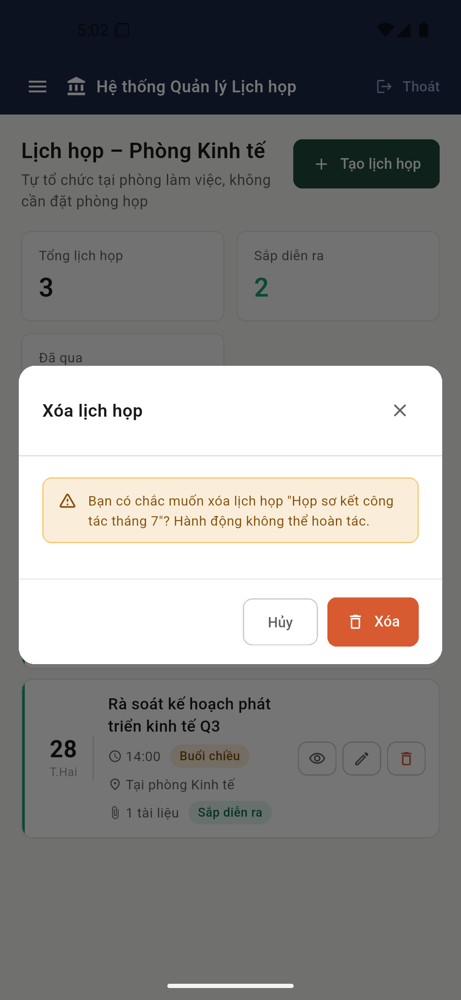 5:02
Hệ thống Quản lý Lịch họp
Thoát
Lịch họp – Phòng Kinh tế
Tự tổ chức tại phòng làm việc, không
cần đặt phòng họp
Tạo lịch họp
Tổng lịch họp
3
Sắp diễn ra
2
Đã qua
Xóa lịch họp
Bạn có chắc muốn xóa lịch họp "Họp sơ kết công
tác tháng 7"? Hành động không thể hoàn tác.
Hủy
Xóa
Rà soát kế hoạch phát
triển kinh tế Q3
28
T.Hai
14:00
Buổi chiều
Tại phòng Kinh tế
1 tài liệu
Sắp diễn ra